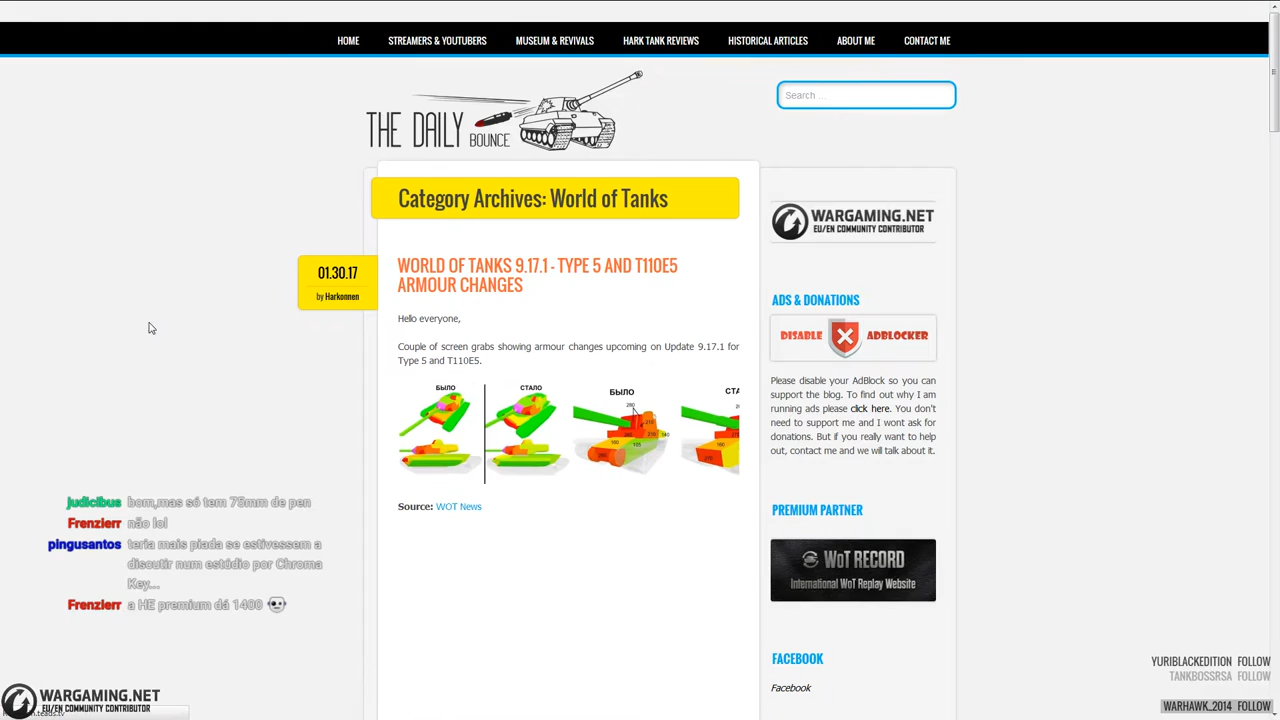 HOME STREAMERS & YOUTUBERS MUSEUM & REVIVALS HARK TANK REVIEWS HISTORICAL ARTICLES ABOUT ME CONTACT ME
THE DAILY BOUNCE
Search ...
Category Archives: World of Tanks
01.30.17
by Harkonnen
WORLD OF TANKS 9.17.1 - TYPE 5 AND T110E5
ARMOUR CHANGES
Hello everyone,
Couple of screen grabs showing armour changes upcoming on Update 9.17.1 for
Type 5 and T110E5.
БЫЛО СТАЛО БЫЛО СТА
Source: WOT News
WARGAMING.NET
EU/EN COMMUNITY CONTRIBUTOR
ADS & DONATIONS
DISABLE ADBLOCKER
Please disable your AdBlock so you can
support the blog. To find out why I am
running ads please click here. You don't
need to support me and I wont ask for
donations. But if you really want to help
out, contact me and we will talk about it.
PREMIUM PARTNER
WoT RECORD
International WoT Replay Website
FACEBOOK
Facebook
judicibus bom,mas só tem 75mm de pen
Frenzlerr não lol
pingusantos teria mais piada se estivessem a
discutir num estúdio por Chroma
Key...
Frenzlerr a HE premium dá 1400
WARGAMING.NET
EU/EN COMMUNITY CONTRIBUTOR
YURIBLACKEDITION FOLLOW
TANKBOSSRSA FOLLOW
WARHAWK_2014 FOLLOW